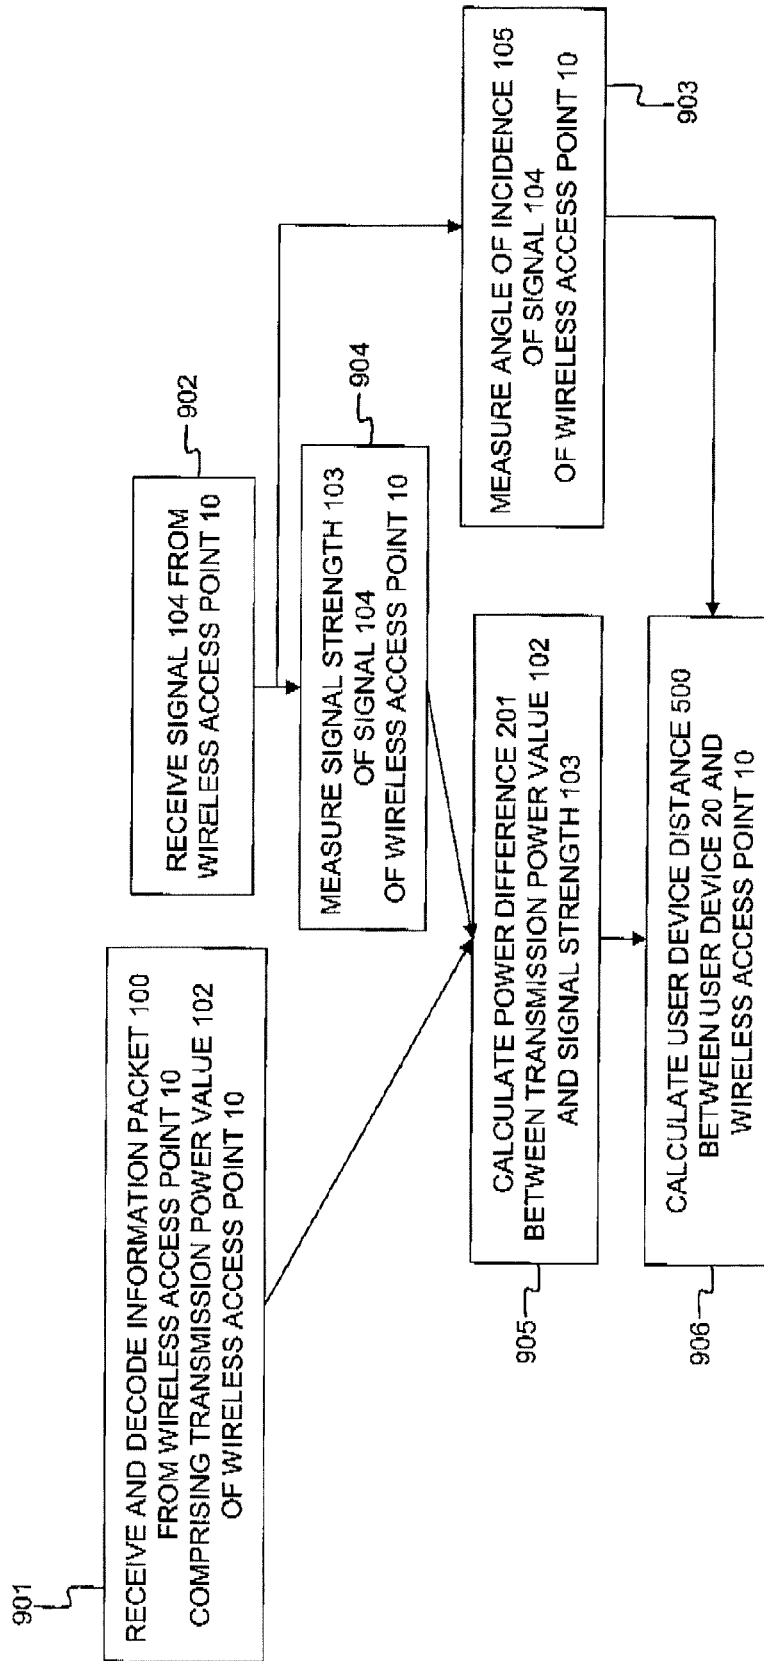 901
RECEIVE AND DECODE INFORMATION PACKET 100
FROM WIRELESS ACCESS POINT 10
COMPRISING TRANSMISSION POWER VALUE 102
OF WIRELESS ACCESS POINT 10
902
RECEIVE SIGNAL 104 FROM
WIRELESS ACCESS POINT 10
904
MEASURE SIGNAL STRENGTH 103
OF SIGNAL 104
OF WIRELESS ACCESS POINT 10
MEASURE ANGLE OF INCIDENCE 105
OF SIGNAL 104
OF WIRELESS ACCESS POINT 10
903
905
CALCULATE POWER DIFFERENCE 201
BETWEEN TRANSMISSION POWER VALUE 102
AND SIGNAL STRENGTH 103
906
CALCULATE USER DEVICE DISTANCE 500
BETWEEN USER DEVICE 20 AND
WIRELESS ACCESS POINT 10